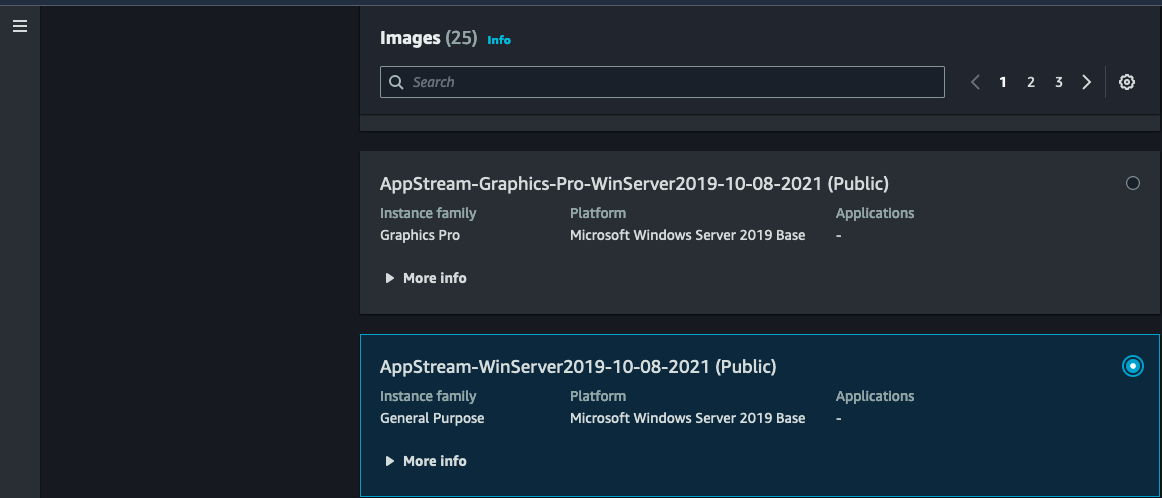 Images (25) Info
Search
1 2 3
AppStream-Graphics-Pro-WinServer2019-10-08-2021 (Public)
Instance family Platform Applications
Graphics Pro Microsoft Windows Server 2019 Base -
More info
AppStream-WinServer2019-10-08-2021 (Public)
Instance family Platform Applications
General Purpose Microsoft Windows Server 2019 Base -
More info